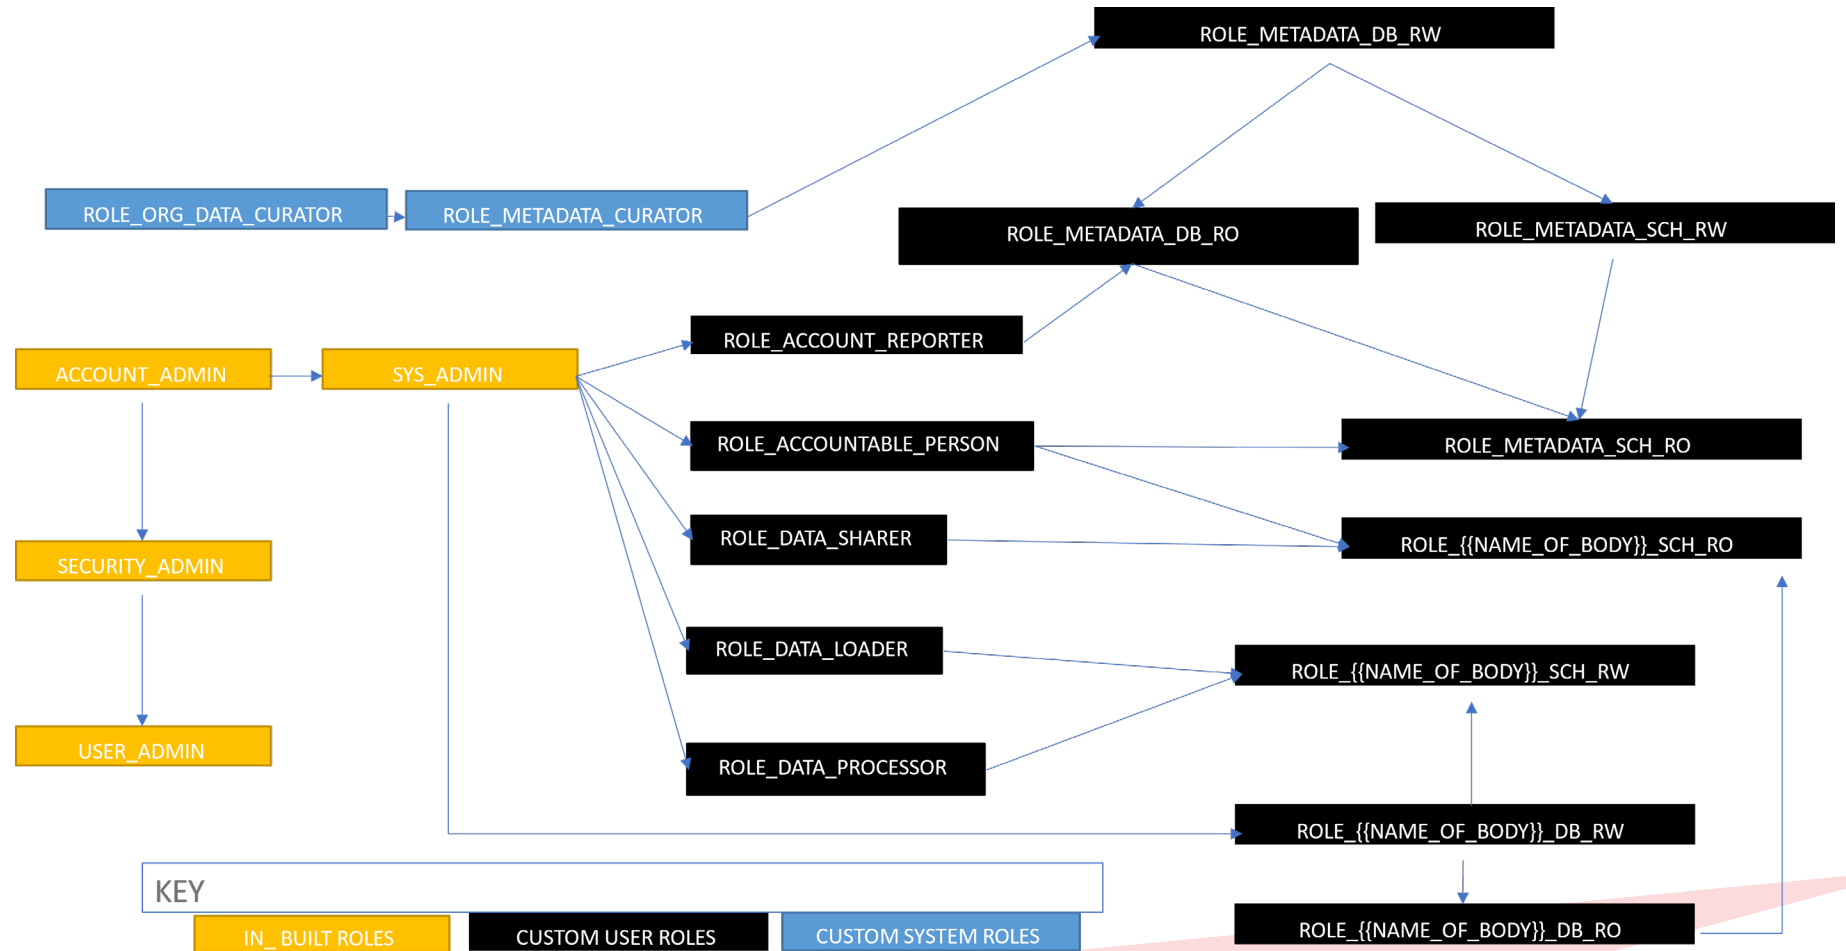 ROLE_METADATA_DB_RW
ROLE_ORG_DATA_CURATOR
ROLE_METADATA_CURATOR
ROLE_METADATA_DB_RO
ROLE_METADATA_SCH_RW
ROLE_ACCOUNT_REPORTER
ACCOUNT_ADMIN
SYS_ADMIN
ROLE_ACCOUNTABLE_PERSON
ROLE_METADATA_SCH_RO
ROLE_DATA_SHARER
ROLE_{{NAME_OF_BODY}}_SCH_RO
SECURITY_ADMIN
ROLE_DATA_LOADER
ROLE_{{NAME_OF_BODY}}_SCH_RW
USER_ADMIN
ROLE_DATA_PROCESSOR
ROLE_{{NAME_OF_BODY}}_DB_RW
KEY
ROLE_{{NAME_OF_BODY}}_DB_RO
IN_ BUILT ROLES
CUSTOM USER ROLES
CUSTOM SYSTEM ROLES